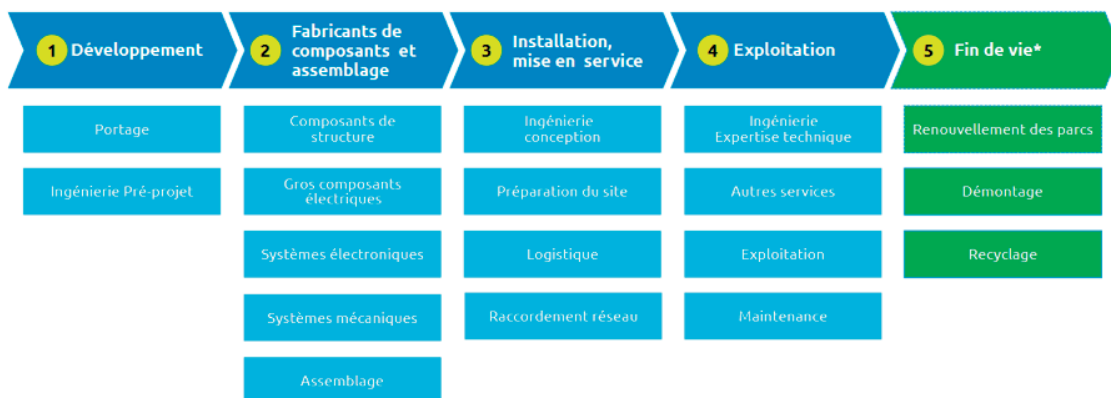 1 Développement
2 Fabricants de
composants et
assemblage
3 Installation,
mise en service
4 Exploitation
5 Fin de vie*
Portage
Ingénierie Pré-projet
Composants de
structure
Gros composants
électriques
Systèmes électroniques
Systèmes mécaniques
Assemblage
Ingénierie
conception
Préparation du site
Logistique
Raccordement réseau
Ingénierie
Expertise technique
Autres services
Exploitation
Maintenance
Renouvellement des parcs
Démontage
Recyclage